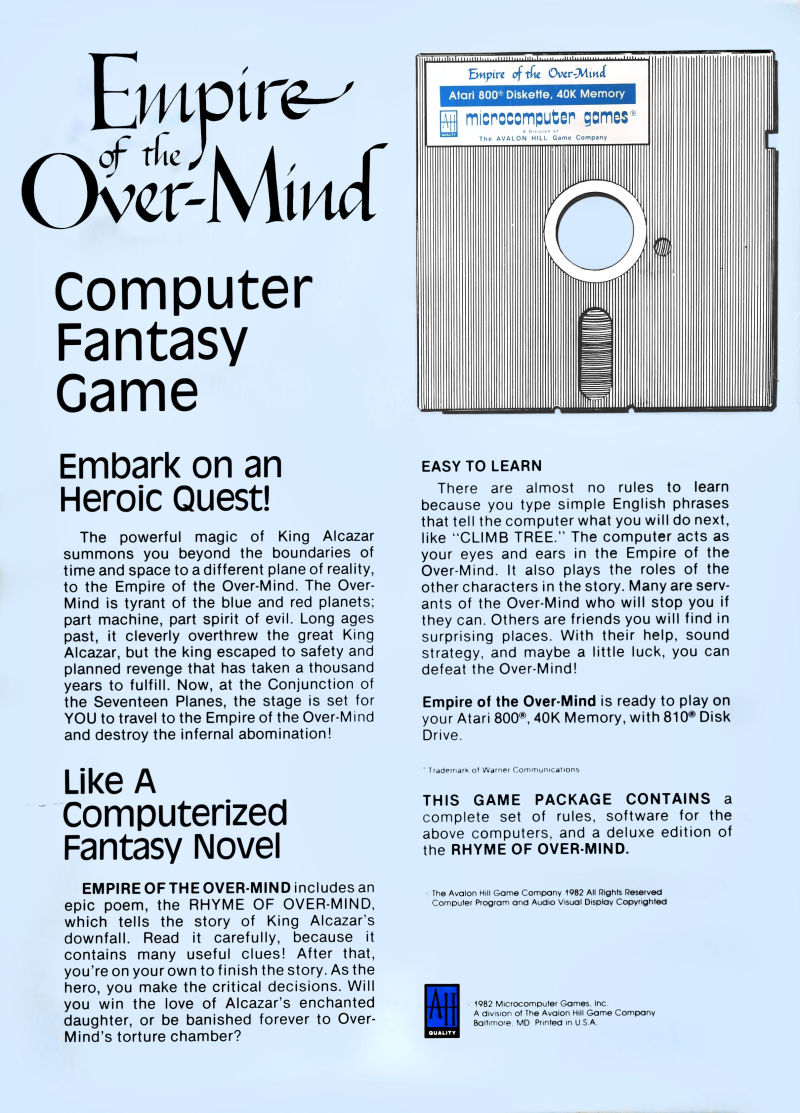 Empire
of the
Over-Mind
Computer
Fantasy
Game
Embark on an
Heroic Quest!
The powerful magic of King Alcazar
summons you beyond the boundaries of
time and space to a different plane of reality,
to the Empire of the Over-Mind. The Over-
Mind is tyrant of the blue and red planets;
part machine, part spirit of evil. Long ages
past, it cleverly overthrew the great King
Alcazar, but the king escaped to safety and
planned revenge that has taken a thousand
years to fulfill. Now, at the Conjunction of
the Seventeen Planes, the stage is set for
YOU to travel to the Empire of the Over-Mind
and destroy the infernal abomination!
Like A
Computerized
Fantasy Novel
EMPIRE OF THE OVER-MIND includes an
epic poem, the RHYME OF OVER-MIND,
which tells the story of King Alcazar's
downfall. Read it carefully, because it
contains many useful clues! After that,
you're on your own to finish the story. As the
hero, you make the critical decisions. Will
you win the love of Alcazar's enchanted
daughter, or be banished forever to Over-
Mind's torture chamber?
Empire of the Over-Mind
Atari 800® Diskette, 40K Memory
AH
QUALITY
microcomputer games®
A Division of
The AVALON HILL Game Company
EASY TO LEARN
There are almost no rules to learn
because you type simple English phrases
that tell the computer what you will do next,
like "CLIMB TREE." The computer acts as
your eyes and ears in the Empire of the
Over-Mind. It also plays the roles of the
other characters in the story. Many are serv-
ants of the Over-Mind who will stop you if
they can. Others are friends you will find in
surprising places. With their help, sound
strategy, and maybe a little luck, you can
defeat the Over-Mind!
Empire of the Over-Mind is ready to play on
your Atari 800®, 40K Memory, with 810® Disk
Drive.
Trademark of Warner Communications
THIS GAME PACKAGE CONTAINS a
complete set of rules, software for the
above computers, and a deluxe edition of
the RHYME OF OVER-MIND.
The Avalon Hill Game Company 1982 All Rights Reserved
Computer Program and Audio Visual Display Copyrighted
AH
QUALITY
1982 Microcomputer Games, Inc.
A division of The Avalon Hill Game Company
Baltimore, MD Printed in U.S.A.